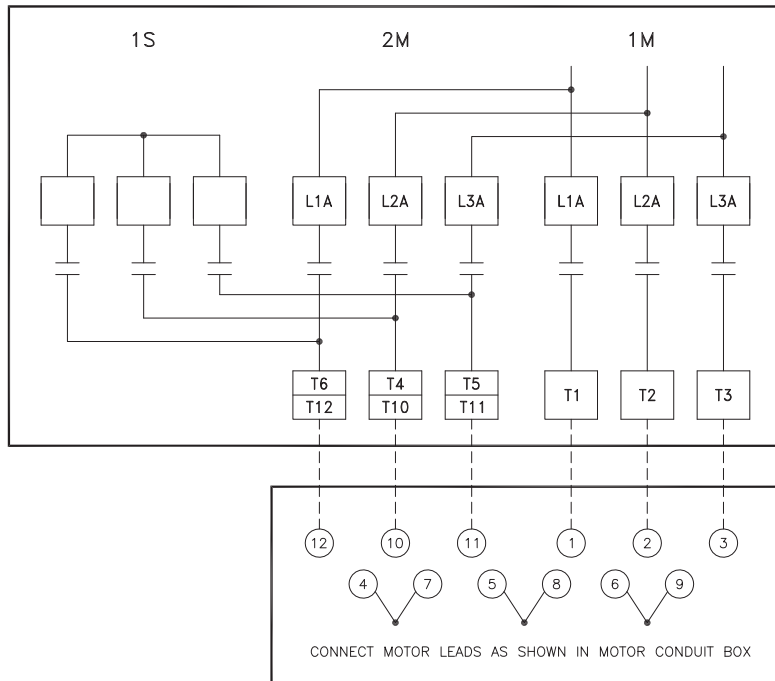 1S 2M 1M
L1A L2A L3A L1A L2A L3A
T6 T4 T5 T1 T2 T3
T12 T10 T11
12 10 11 1 2 3
4 7 5 8 6 9
CONNECT MOTOR LEADS AS SHOWN IN MOTOR CONDUIT BOX